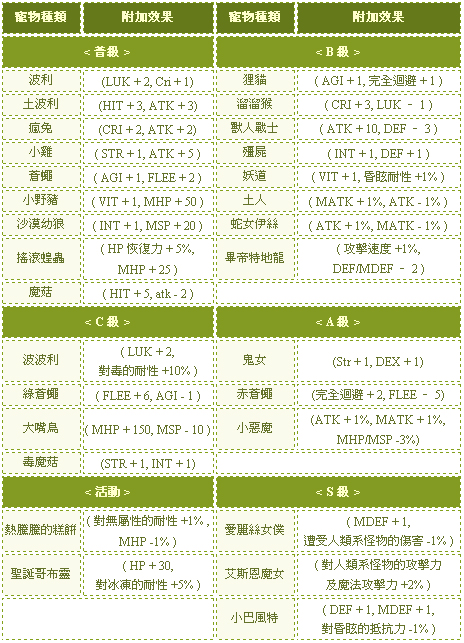 寵物種類 附加效果 寵物種類 附加效果
< 首級 > < B 級 >
波利 (LUK + 2, Cri + 1) 狸貓 ( AGI + 1, 完全迴避 + 1 )
土波利 (HIT + 3, ATK + 3) 溜溜猴 ( CRI + 3, LUK － 1 )
瘋兔 (CRI + 2, ATK + 2) 獸人戰士 ( ATK + 10, DEF － 3 )
小雞 ( STR + 1, ATK + 5 ) 殭屍 ( INT + 1, DEF + 1 )
蒼蠅 ( AGI + 1, FLEE + 2 ) 妖道 ( VIT + 1, 昏眩耐性 +1% )
小野豬 ( VIT + 1, MHP + 50 ) 土人 ( MATK + 1%, ATK - 1% )
沙漠幼狼 ( INT + 1, MSP + 20 ) 蛇女伊絲 ( ATK + 1%, MATK - 1% )
搖滾蝗蟲 ( HP 恢復力 + 5%, 畢帝特地龍 ( 攻擊速度 +1%,
MHP + 25 ) DEF/MDEF － 2 )
魔菇 ( HIT + 5, atk - 2 )
< C 級 > < A 級 >
波波利 ( LUK + 2, 鬼女 (Str + 1, DEX + 1)
對毒的耐性 +10% )
綠蒼蠅 ( FLEE + 6, AGI - 1 ) 赤蒼蠅 (完全迴避 + 2, FLEE － 5)
大嘴鳥 ( MHP + 150, MSP - 10 ) 小惡魔 (ATK + 1%, MATK + 1%,
MHP/MSP -3%)
毒魔菇 (STR + 1, INT + 1)
< 活動 > < S 級 >
熱騰騰的糕餅 ( 對無屬性的耐性 +1% , 愛麗絲女僕 ( MDEF + 1,
MHP -1% ) 遭受人類系怪物的傷害 -1% )
聖誕哥布靈 ( HP + 30, 艾斯恩魔女 ( 對人類系怪物的攻擊力
對冰凍的耐性 +5% ) 及魔法攻擊力 +2% )
小巴風特 ( DEF + 1, MDEF + 1,
對昏眩的抵抗力 -1% )